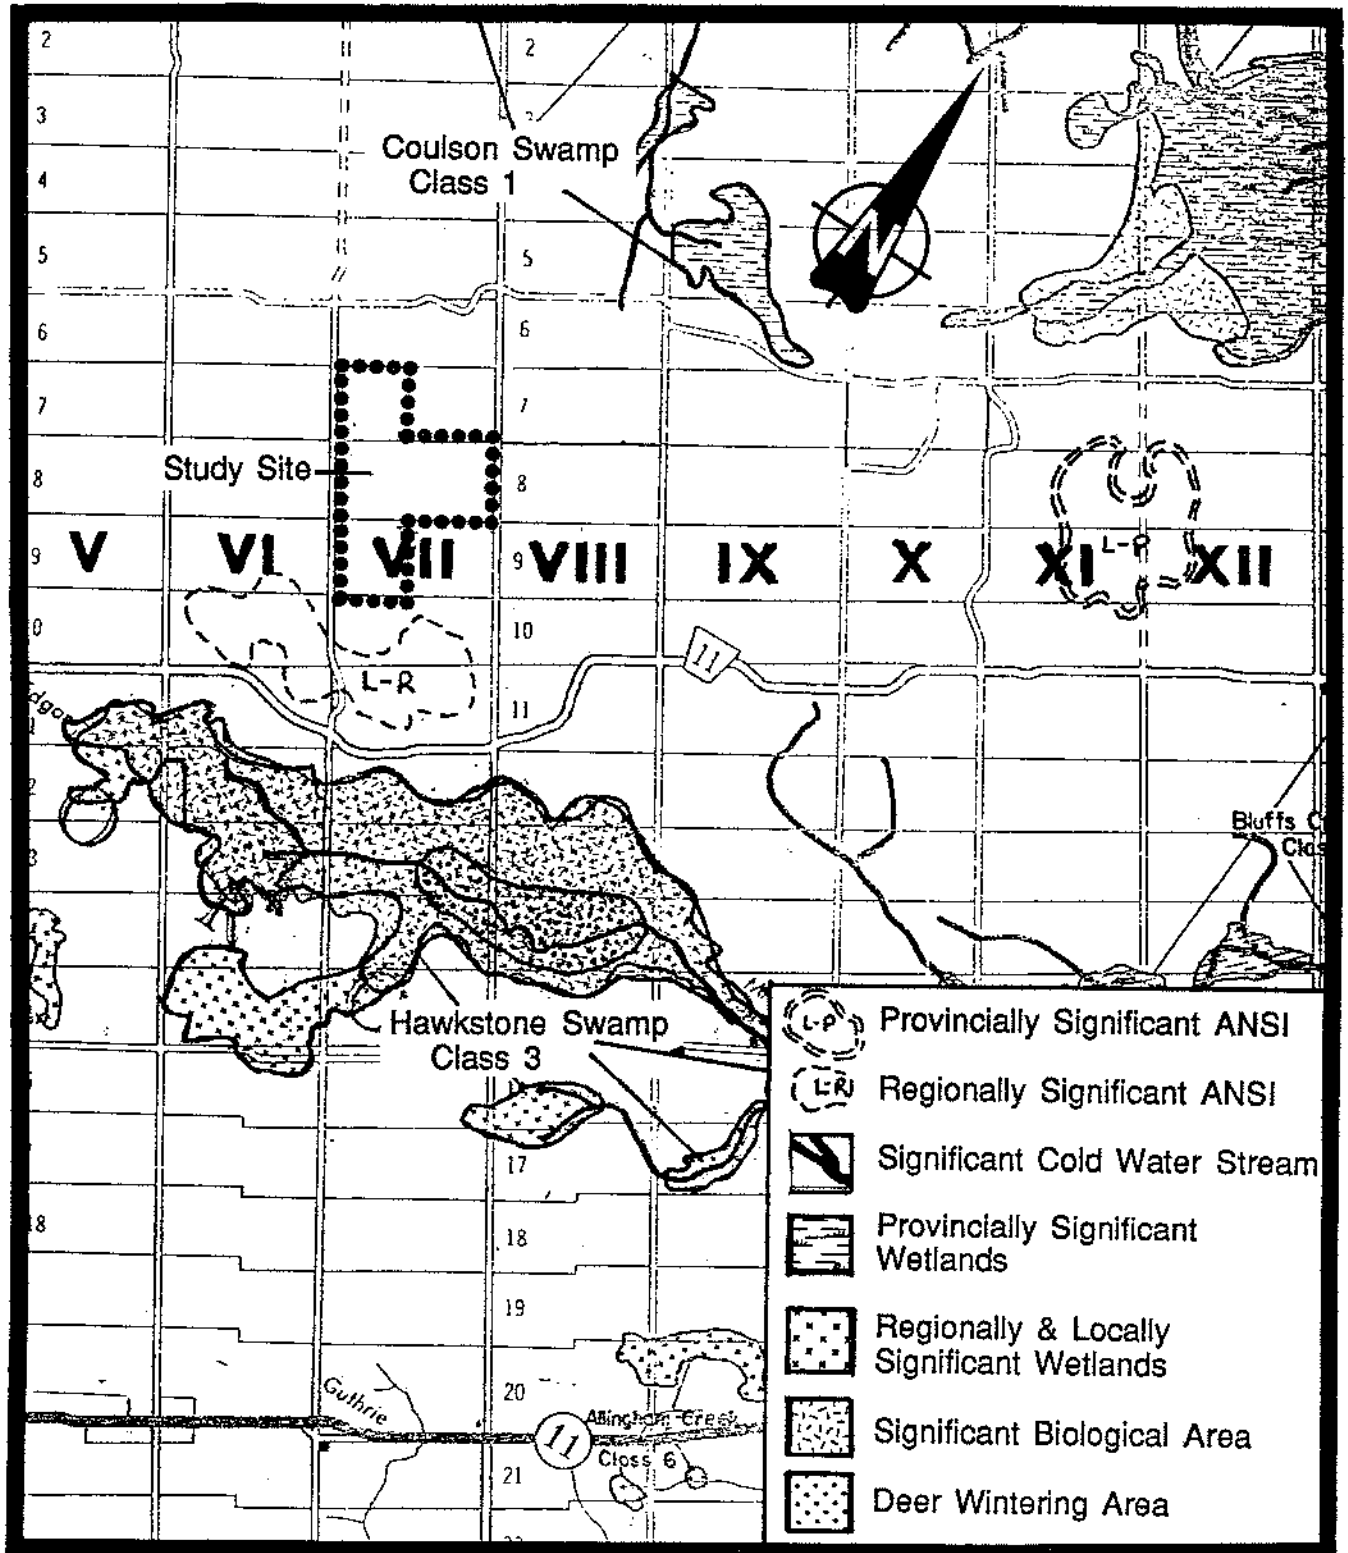 2
2
3
Coulson Swamp
Class 1
4
5
5
6
6
7
7
Study Site
8
8
V
VI
VII
VIII
IX
X
XI
XII
L-P
9
9
10
11
L-R
11
Bluffs C
Clas
Hawkstone Swamp
Class 3
17
18
18
19
20
Guthrie
11
Allingham Creek
Class 6
21
L-P
Provincially Significant ANSI
L-R
Regionally Significant ANSI
Significant Cold Water Stream
Provincially Significant
Wetlands
Regionally & Locally
Significant Wetlands
Significant Biological Area
Deer Wintering Area